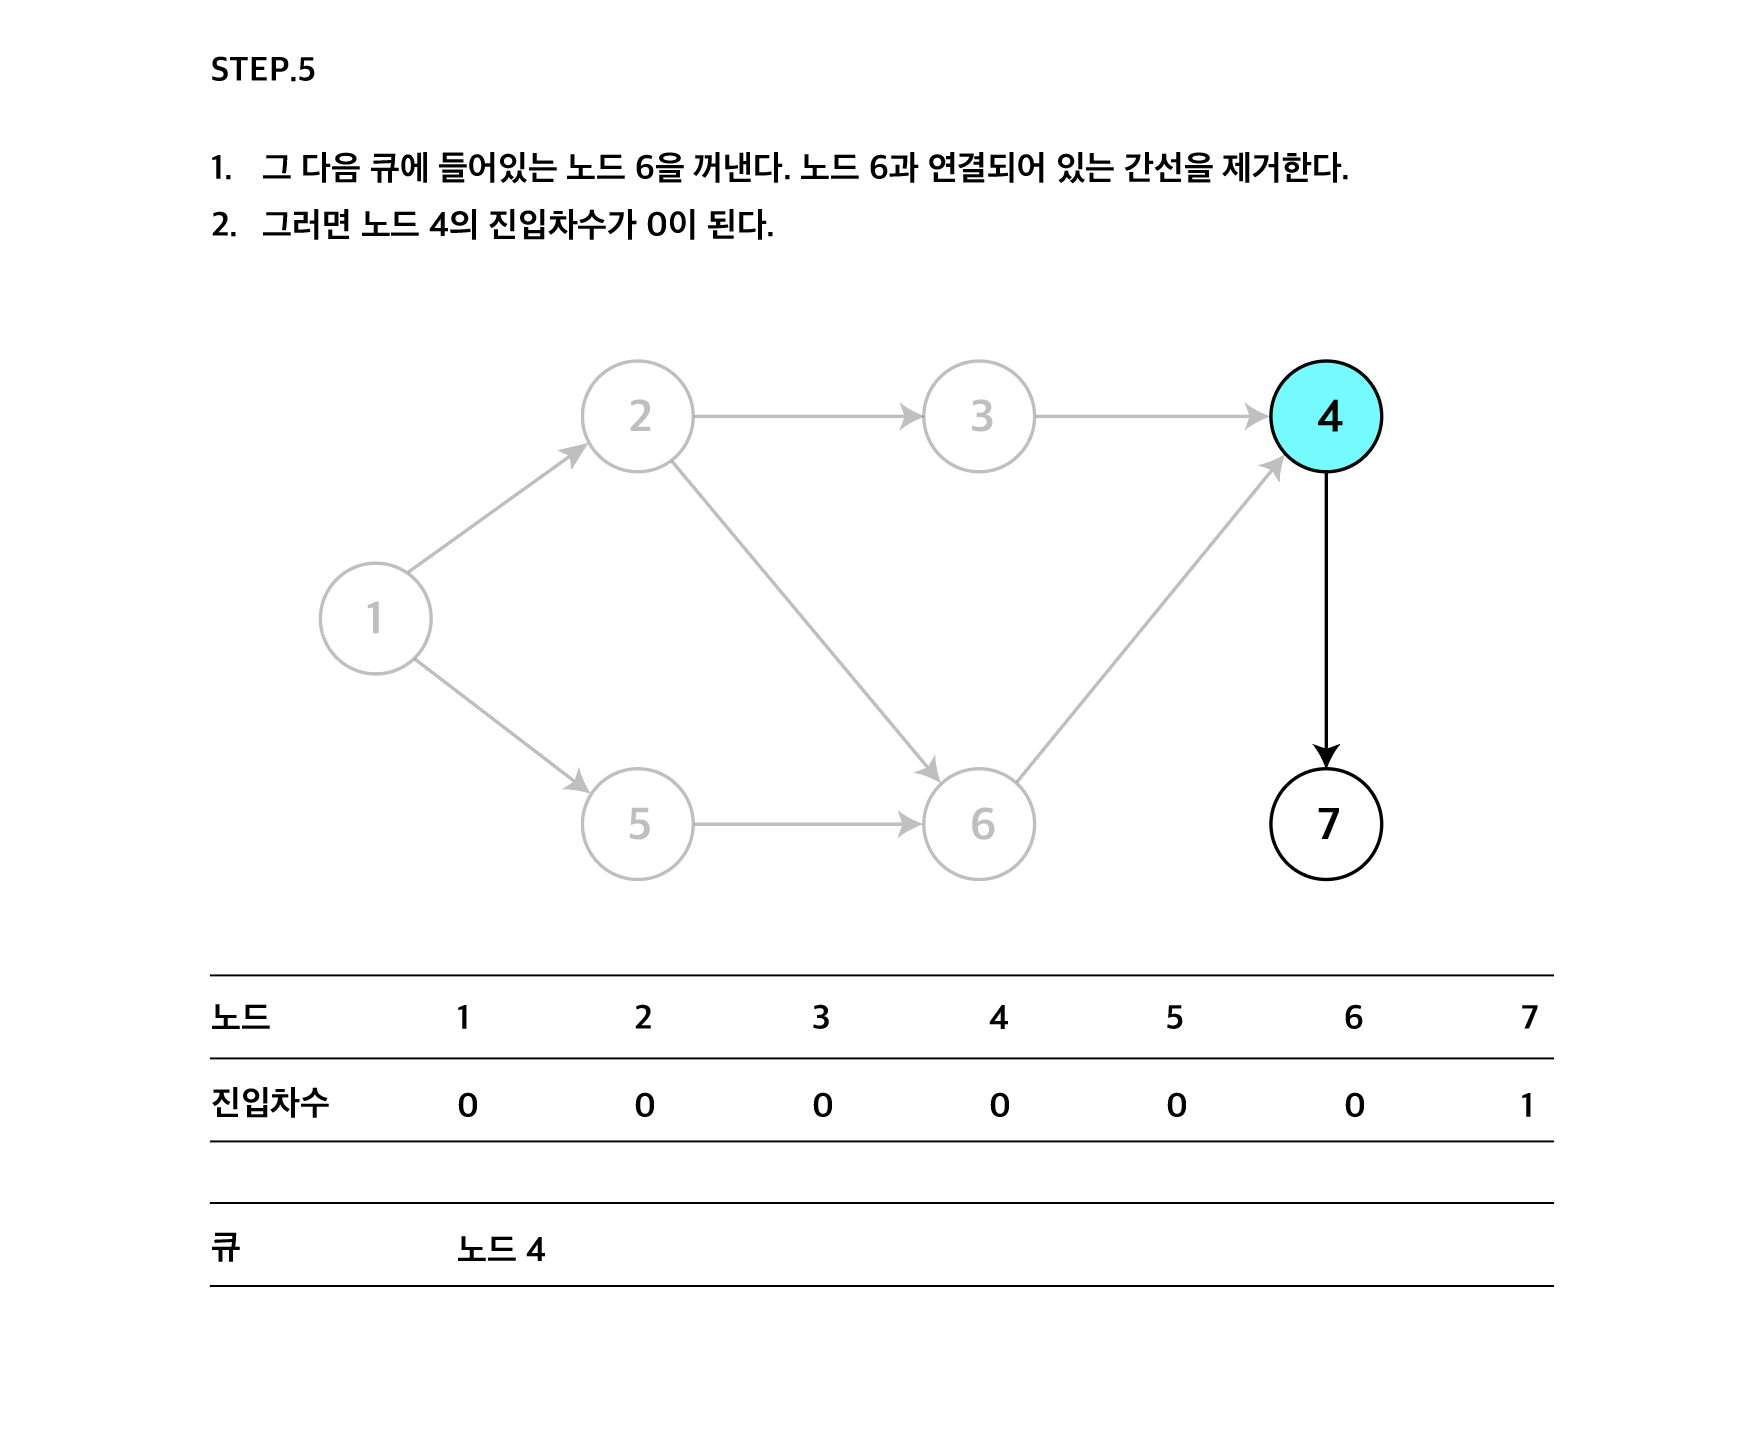 STEP.5
1. 그 다음 큐에 들어있는 노드 6을 꺼낸다. 노드 6과 연결되어 있는 간선을 제거한다.
2. 그러면 노드 4의 진입차수가 0이 된다.
2 3 4
1
5 6 7
노드 1 2 3 4 5 6 7
진입차수 0 0 0 0 0 0 1
큐 노드 4